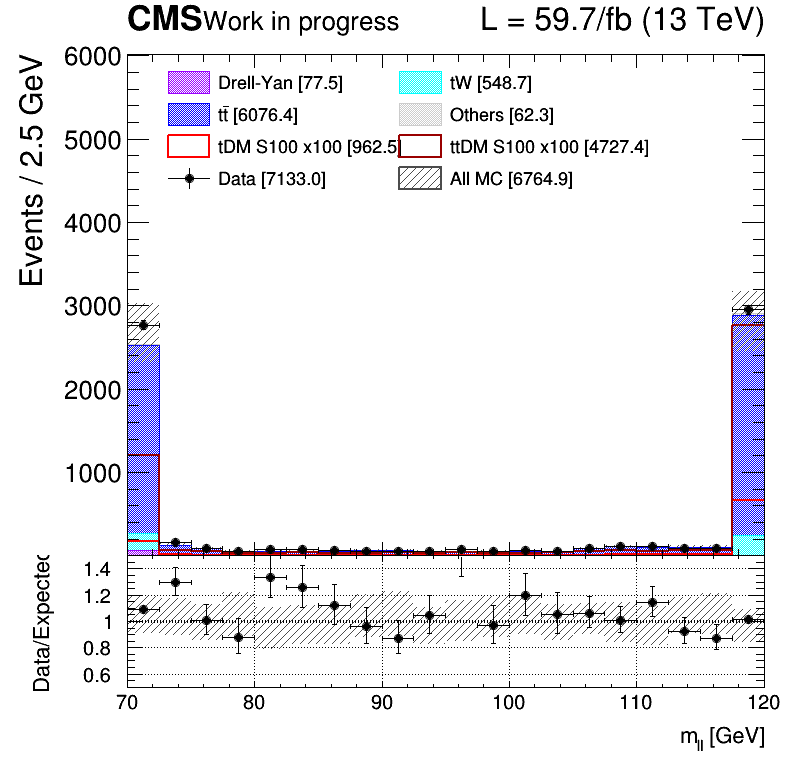 CMS Work in progress L = 59.7/fb (13 TeV)
Events / 2.5 GeV
6000
5000
4000
3000
2000
1000
Drell-Yan [77.5] tW [548.7]
tt̄ [6076.4] Others [62.3]
tDM S100 x100 [962.5] ttDM S100 x100 [4727.4]
Data [7133.0] All MC [6764.9]
Data/Expected
1.4
1.2
1
0.8
0.6
70 80 90 100 110 120
m_ll [GeV]